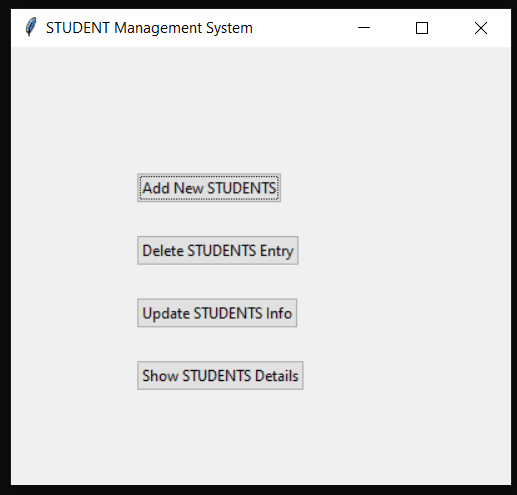 STUDENT Management System
Add New STUDENTS
Delete STUDENTS Entry
Update STUDENTS Info
Show STUDENTS Details